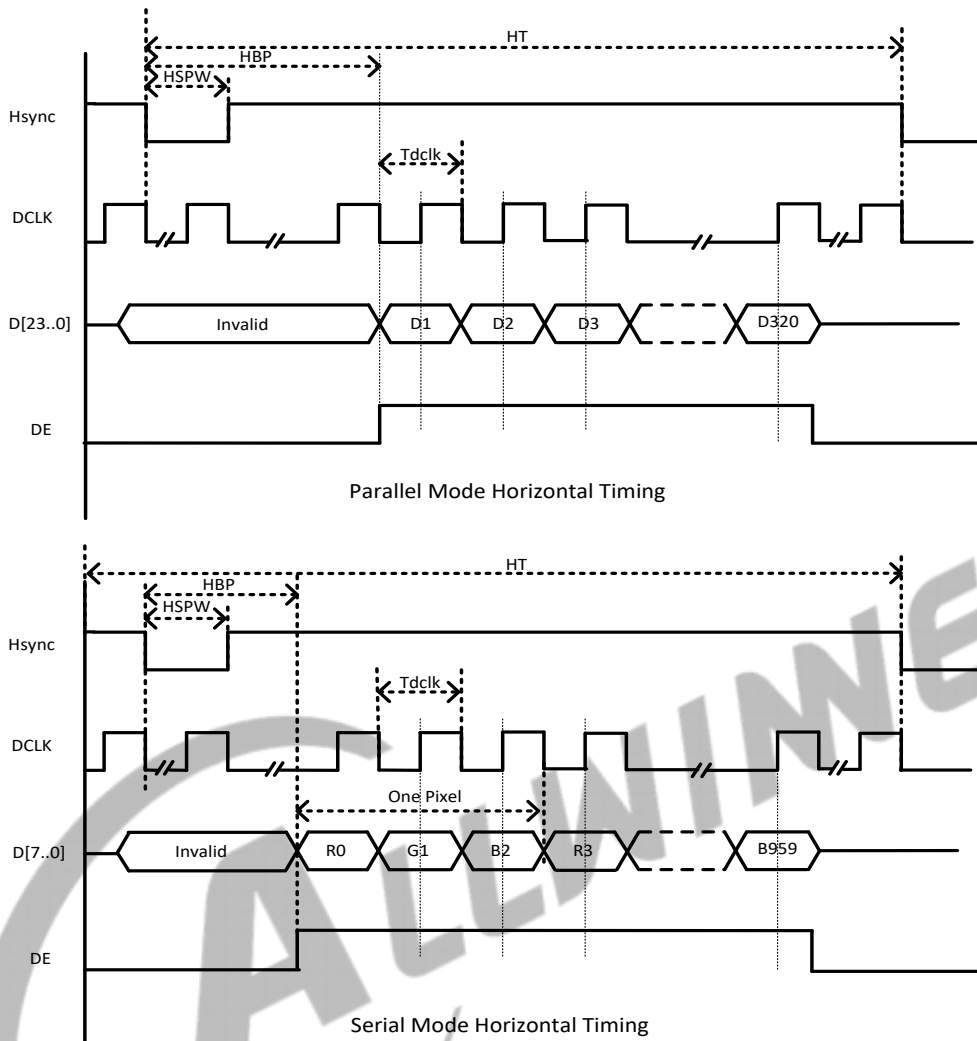 HT
HBP
HSPW
Hsync
Tdclk
DCLK
D[23..0] Invalid D1 D2 D3 D320
DE
Parallel Mode Horizontal Timing
HT
HBP
HSPW
Hsync
Tdclk
DCLK
One Pixel
D[7..0] Invalid R0 G1 B2 R3 B959
DE
Serial Mode Horizontal Timing
ALLWINNE